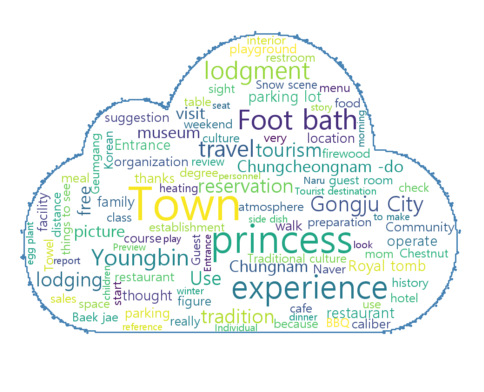 interior
playground
restroom
lodgment
sight
Snow scene
menu
table
seat
parking lot
story
food
suggestion
visit
weekend
Foot bath
morning
museum
culture
very
location
Korean
Entrance
travel
tourism
firewood
Geumgang
organization
review
Chungcheongnam -do
meal
thanks
degree
personnel
Naru
guest room
things to see
distance
free
heating
reservation
Tourist destination
check
facility
family
Town
atmosphere
Gongju City
to make
class
establishment
side dish
walk
preparation
Community
egg plant
Towel
picture
course
play
Guest
princess
look
operate
report
Preview
Entrance
Traditional culture
mom
Chestnut
Youngbin
restaurant
Chungnam
Naver
Royal tomb
lodging
children
start
thought
winter
Use
experience
history
sales
space
figure
hotel
Baek jae
parking
really
tradition
cafe
dinner
restaurant
reference
Individual
because
BBQ
caliber